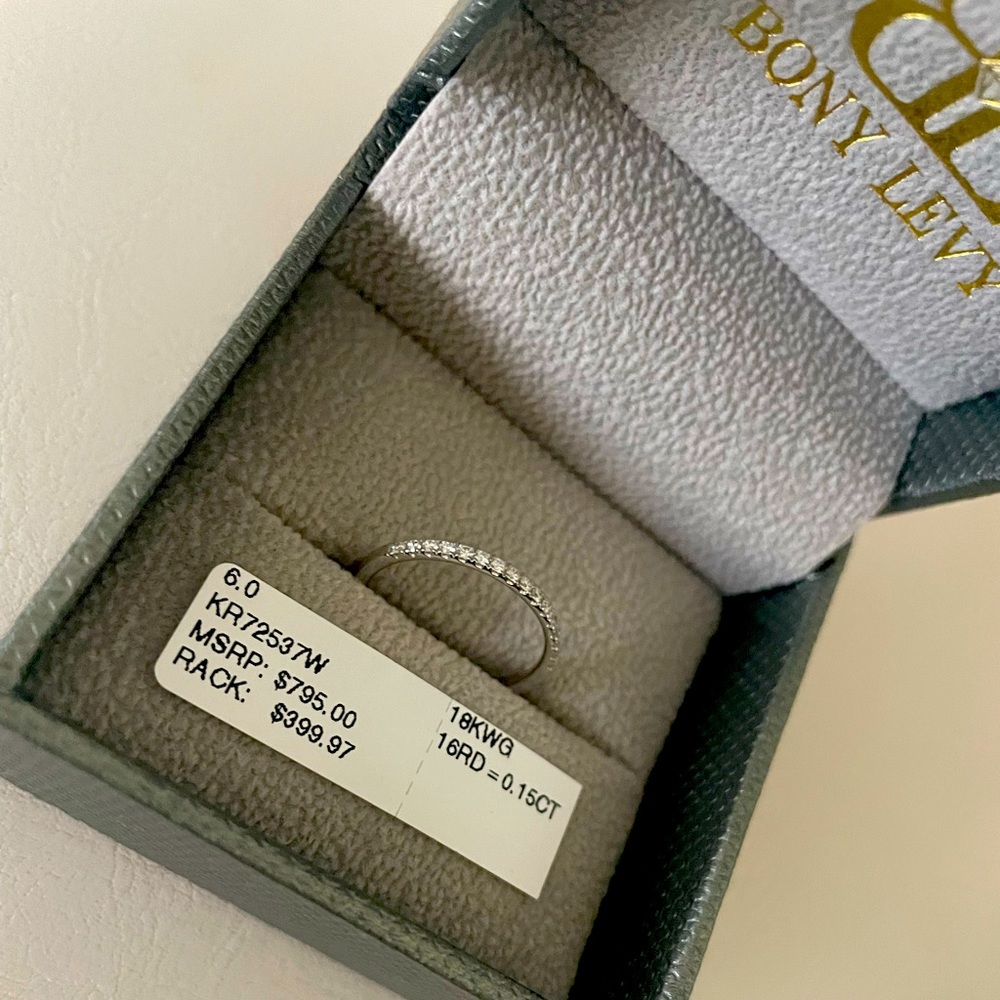 BONY LEVY
6.0
KR72537W
MSRP: $795.00
RACK: $399.97
18KWG
16RD=0.15CT